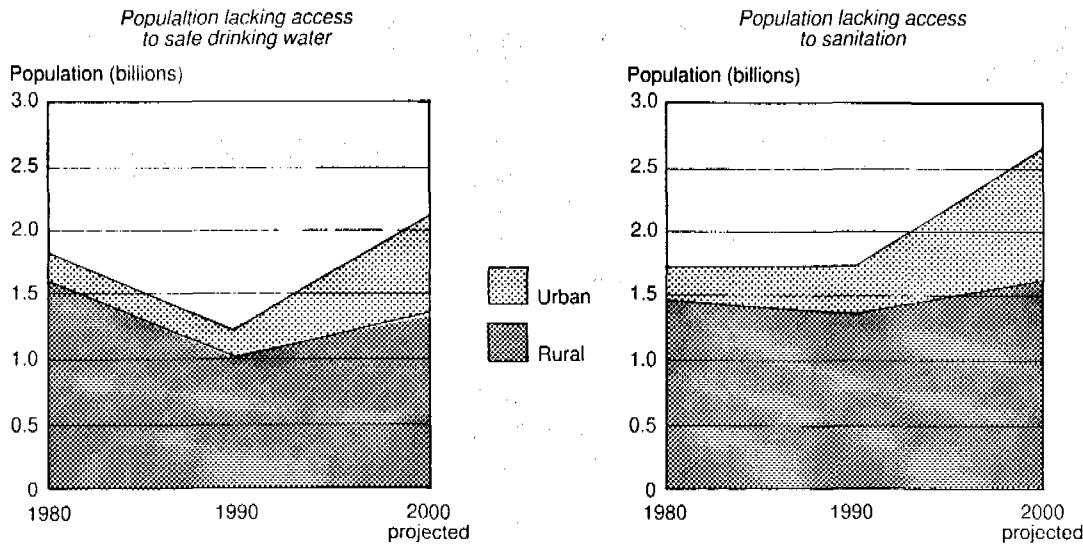 Populaltion lacking access
to safe drinking water
Population (billions)
3.0
2.5
2.0
1.5
1.0
0.5
0
1980
1990
2000
projected
Urban
Rural
Population lacking access
to sanitation
Population (billions)
3.0
2.5
2.0
1.5
1.0
0.5
0
1980
1990
2000
projected